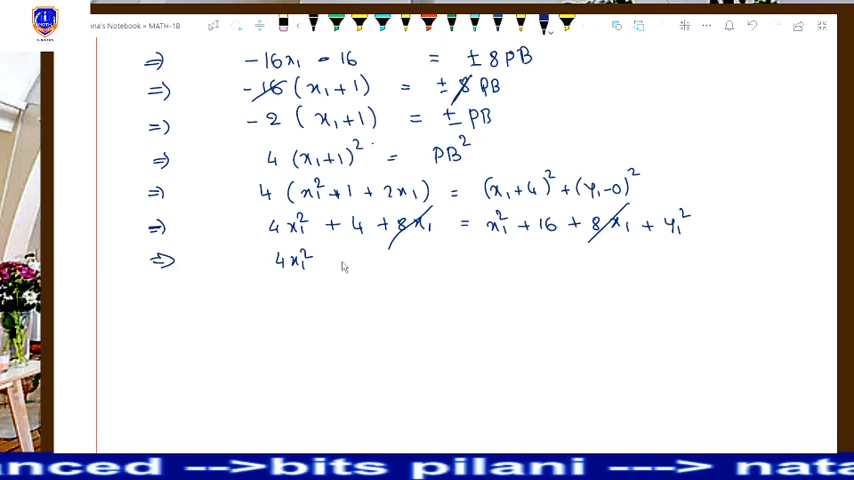 ina's Notebook » MATH-1B
=> -16x₁ - 16 = ± 8 PB
=> -16 (x₁+1) = ± 8 PB
=> -2 (x₁+1) = ± PB
=> 4 (x₁+1)² = PB²
=> 4 (x₁²+1+2x₁) = (x₁+4)²+(y₁-0)²
=> 4x₁² + 4 + 8x₁ = x₁² + 16 + 8x₁ + y₁²
=> 4x₁²
anced -->bits pilani ---> nata